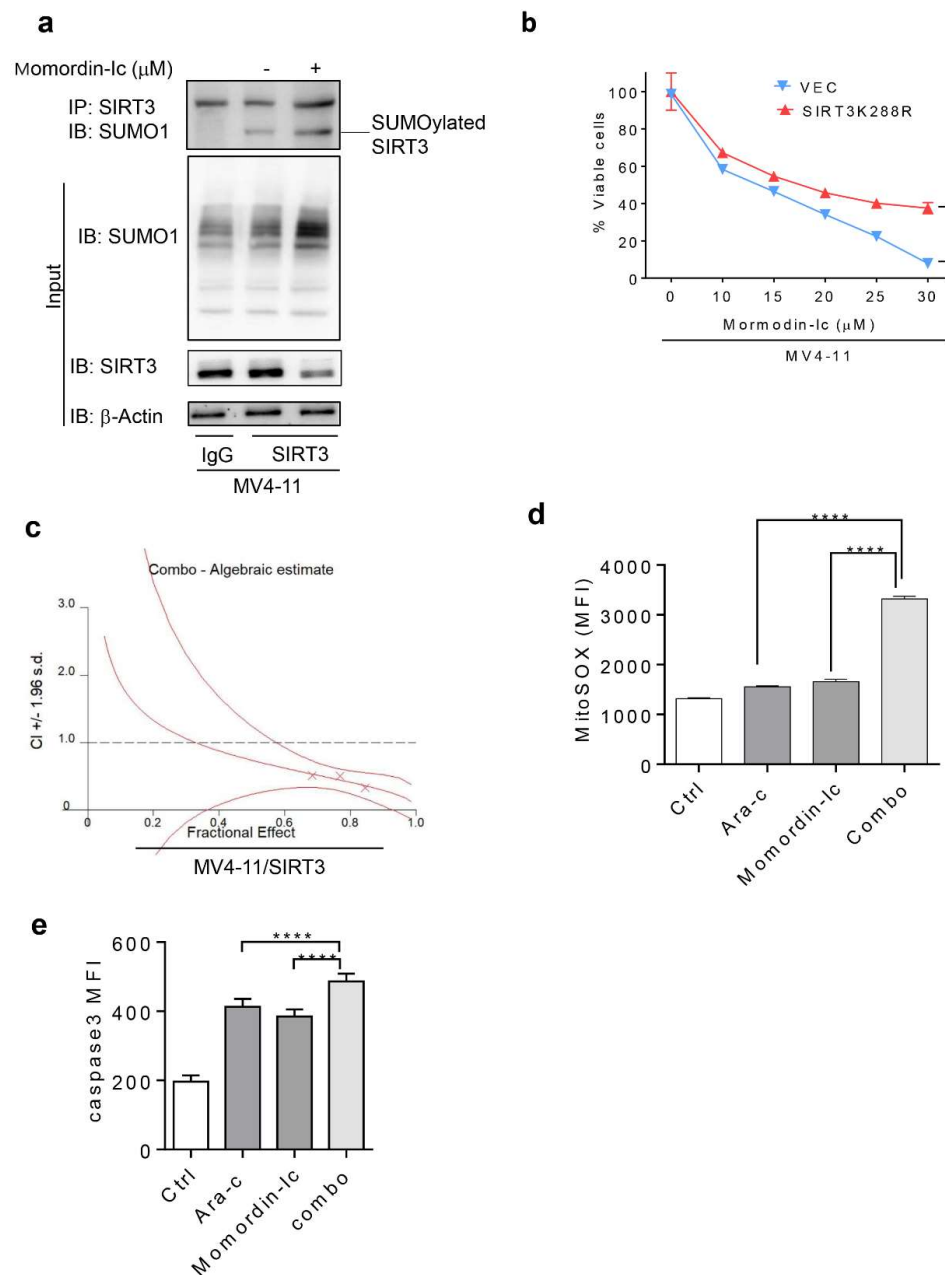 a
Momordin-Ic (μM) - +
IP: SIRT3
IB: SUMO1
SUMOylated
SIRT3
Input
IB: SUMO1
IB: SIRT3
IB: β-Actin
IgG SIRT3
MV4-11
b
VEC
SIRT3K288R
% Viable cells
100
80
60
40
20
0
0 10 15 20 25 30
Mormodin-Ic (μM)
MV4-11
c
Combo - Algebraic estimate
CI +/- 1.96 s.d.
3.0
2.0
1.0
0
0 0.2 0.4 0.6 0.8 1.0
Fractional Effect
MV4-11/SIRT3
d
****
****
MitoSOX (MFI)
4000
3000
2000
1000
0
Ctrl
Ara-c
Momordin-Ic
Combo
e
****
****
caspase3 MFI
600
400
200
0
Ctrl
Ara-c
Momordin-Ic
combo